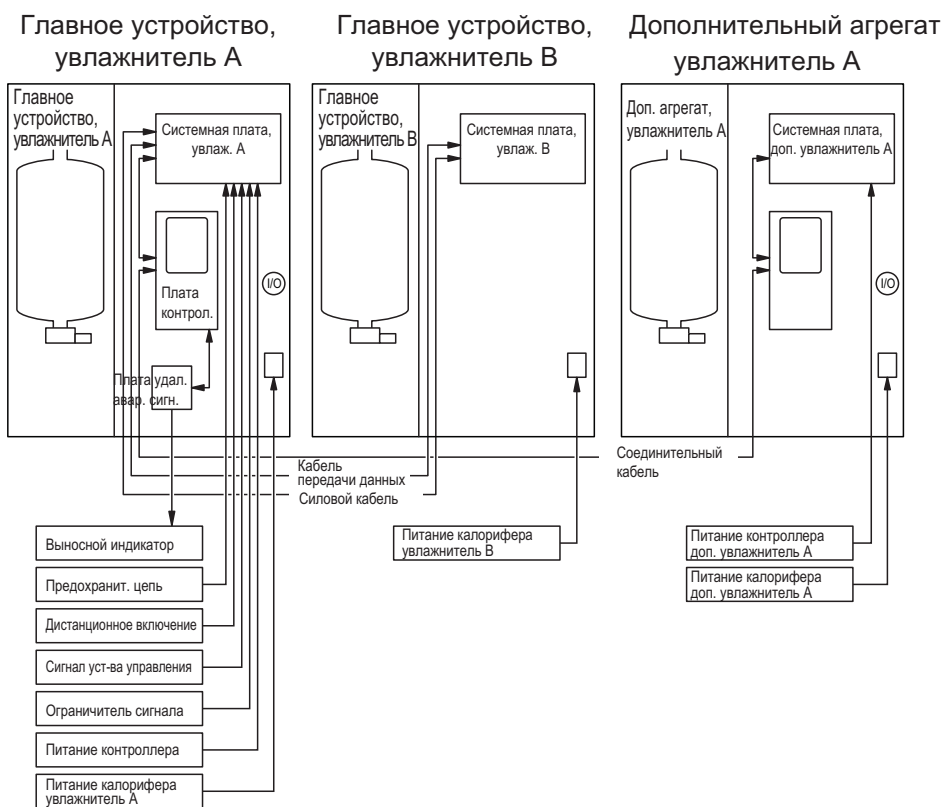 Главное устройство,
увлажнитель A
Главное устройство,
увлажнитель B
Дополнительный агрегат
увлажнитель A
Главное
устройство,
увлажнитель A
Системная плата,
увлаж. A
Плата
контрол.
I/O
Плата удал.
авар. сигн.
Главное
устройство,
увлажнитель B
Системная плата,
увлаж. B
Доп. агрегат,
увлажнитель A
Системная плата,
доп. увлажнитель A
I/O
Соединительный
кабель
Кабель
передачи данных
Силовой кабель
Выносной индикатор
Предохранит. цепь
Дистанционное включение
Сигнал уст-ва управления
Ограничитель сигнала
Питание контроллера
Питание калорифера
увлажнитель A
Питание калорифера
увлажнитель B
Питание контроллера
доп. увлажнитель A
Питание калорифера
доп. увлажнитель A